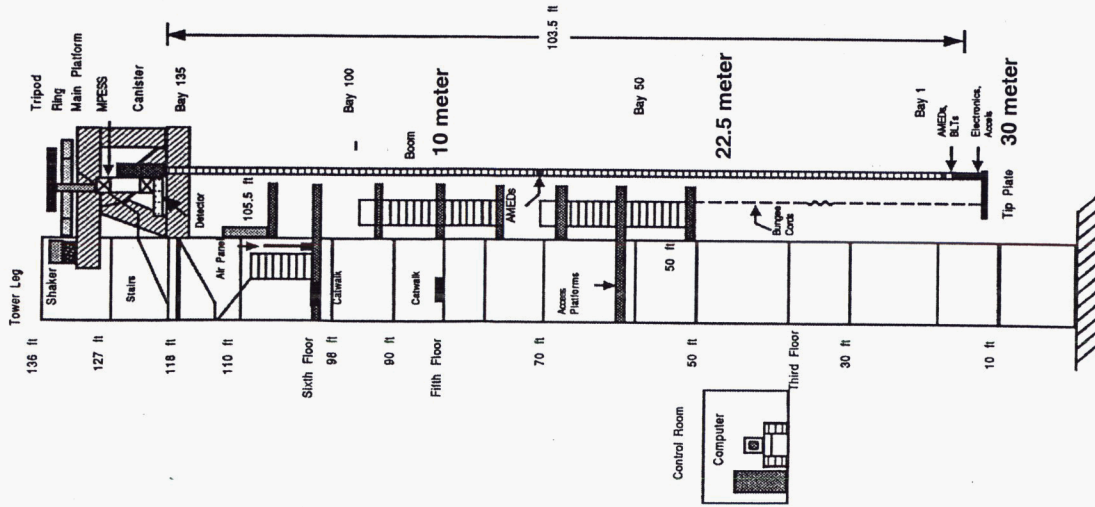 Tower Leg
136 ft
127 ft
118 ft
110 ft
Sixth Floor
98 ft
90 ft
Fifth Floor
70 ft
50 ft
Third Floor
30 ft
10 ft
Control Room
Computer
Shaker
Stairs
Air Panel
Catwalk
Catwalk
Access
Platforms
50 ft
Detector
105.5 ft
AMEDs
Bungee
Cords
Tip Plate
Tripod
Ring
Main Platform
MPESS
Canister
Bay 135
Bay 100
Boom
10 meter
Bay 50
22.5 meter
Bay 1
AMEDs,
BLTs
Electronics,
Accels
30 meter
103.5 ft